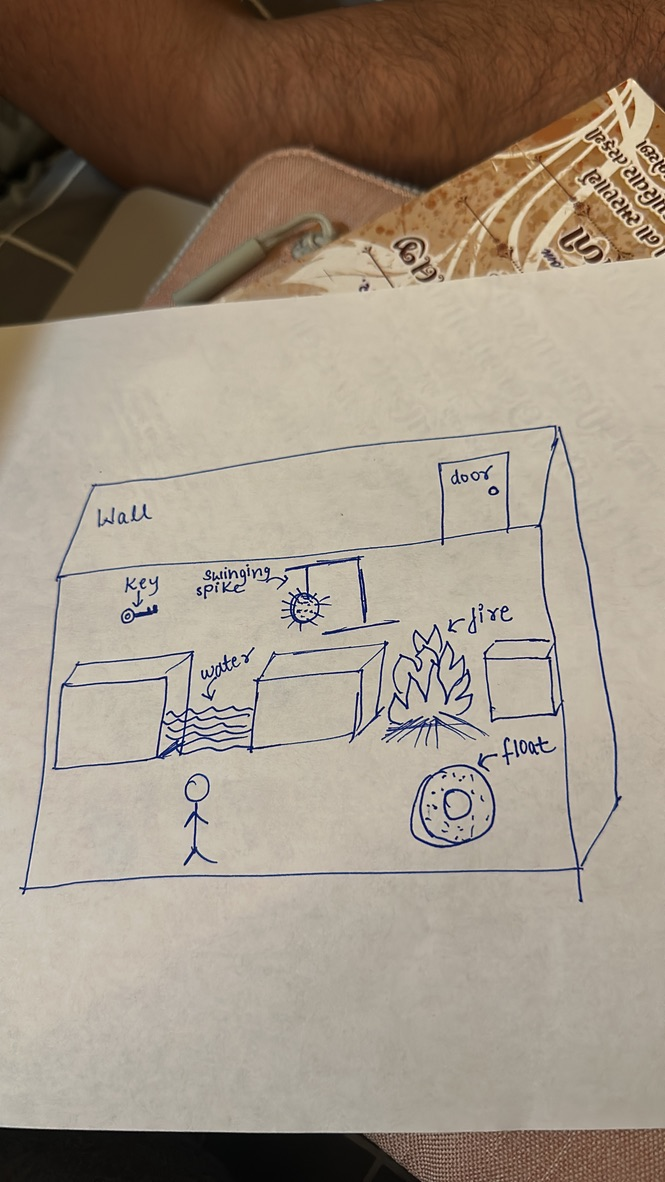 door
Wall
Key
Swinging
spike
fire
water
float